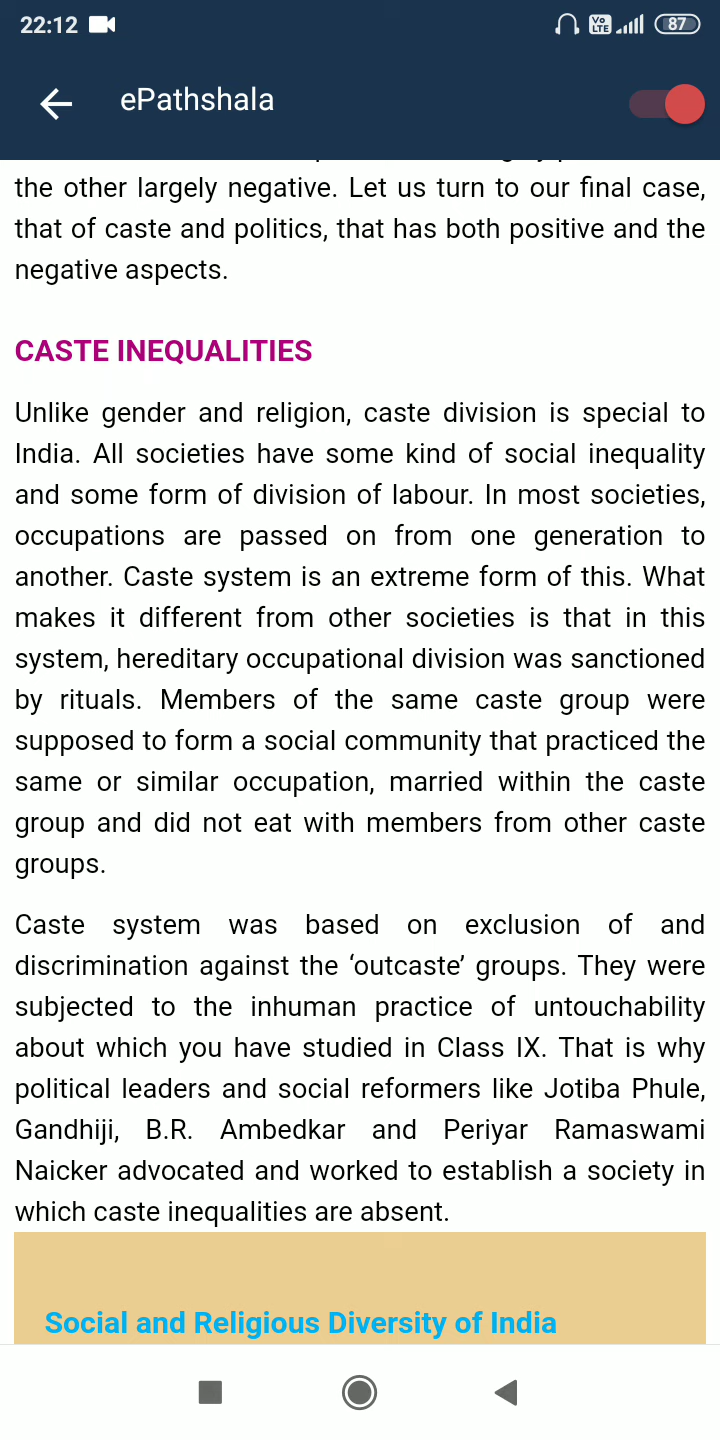 22:12
Vo LTE
87
ePathshala
the other largely negative. Let us turn to our final case,
that of caste and politics, that has both positive and the
negative aspects.
CASTE INEQUALITIES
Unlike gender and religion, caste division is special to
India. All societies have some kind of social inequality
and some form of division of labour. In most societies,
occupations are passed on from one generation to
another. Caste system is an extreme form of this. What
makes it different from other societies is that in this
system, hereditary occupational division was sanctioned
by rituals. Members of the same caste group were
supposed to form a social community that practiced the
same or similar occupation, married within the caste
group and did not eat with members from other caste
groups.
Caste system was based on exclusion of and
discrimination against the ‘outcaste’ groups. They were
subjected to the inhuman practice of untouchability
about which you have studied in Class IX. That is why
political leaders and social reformers like Jotiba Phule,
Gandhiji, B.R. Ambedkar and Periyar Ramaswami
Naicker advocated and worked to establish a society in
which caste inequalities are absent.
Social and Religious Diversity of India